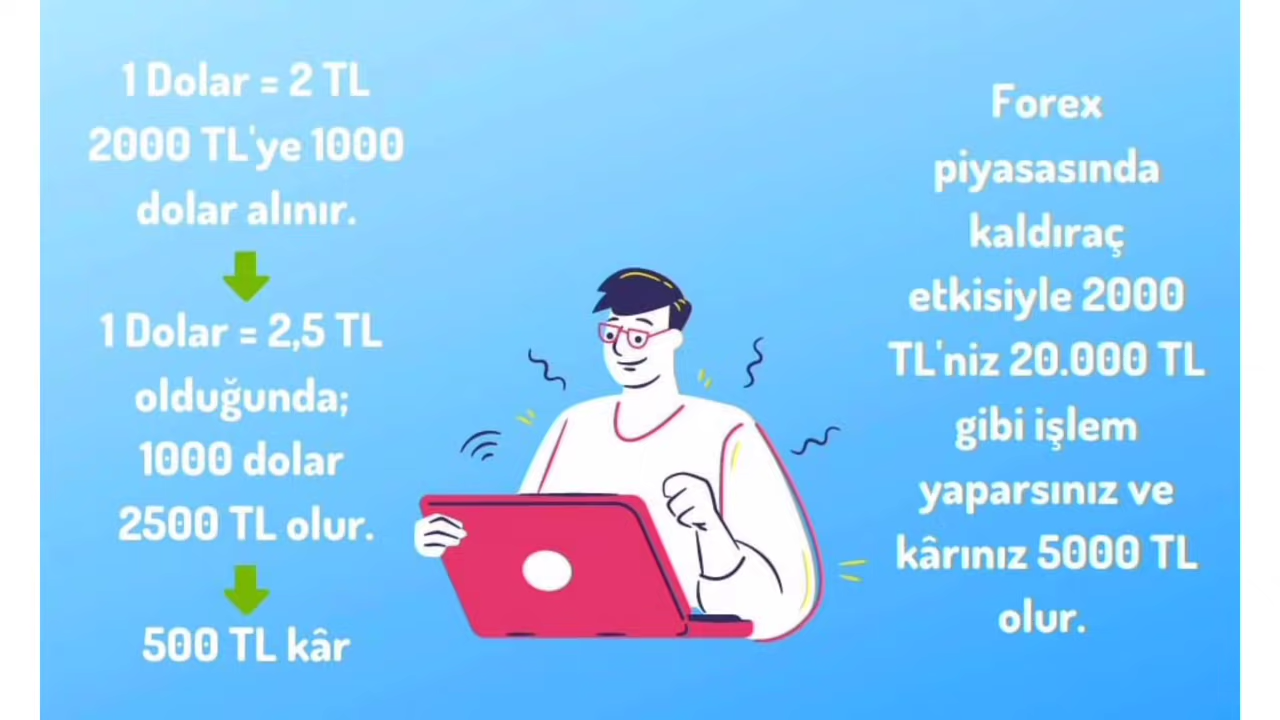 1 Dolar = 2 TL
2000 TL'ye 1000
dolar alınır.
1 Dolar = 2,5 TL
olduğunda;
1000 dolar
2500 TL olur.
500 TL kâr
Forex
piyasasında
kaldıraç
etkisiyle 2000
TL'niz 20.000 TL
gibi işlem
yaparsınız ve
kârınız 5000 TL
olur.